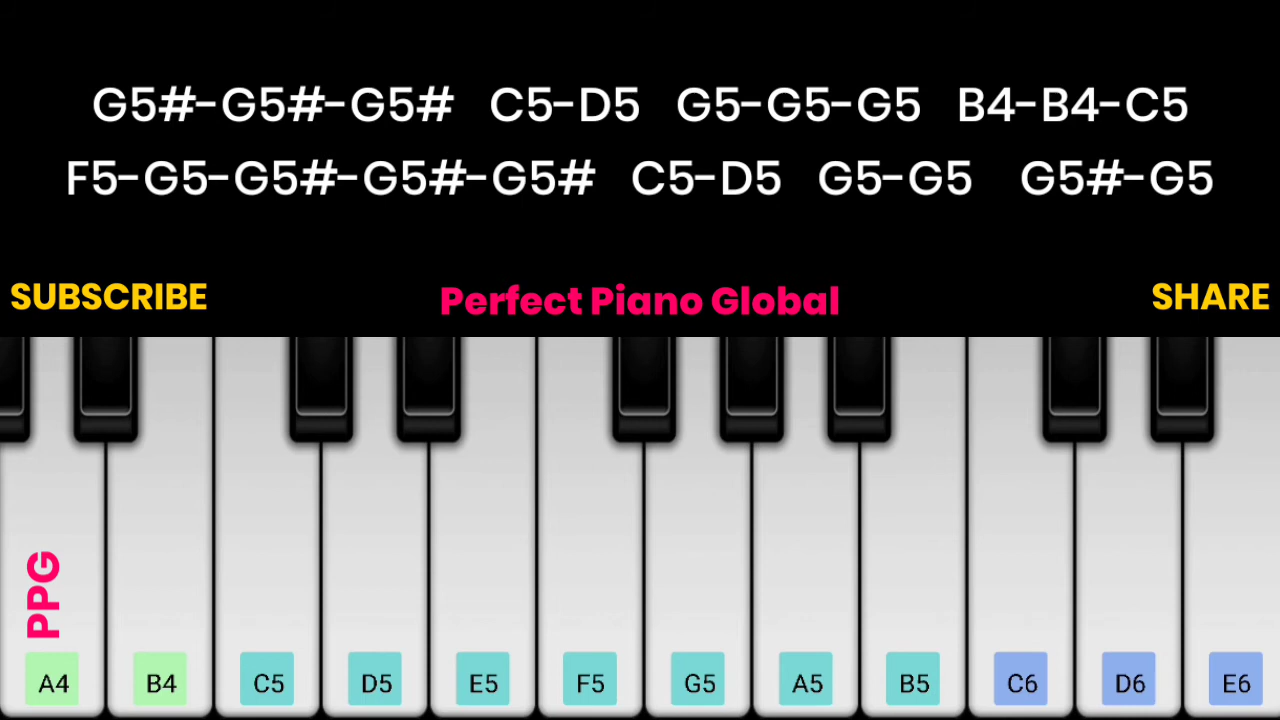 G5#-G5#-G5# C5-D5 G5-G5-G5 B4-B4-C5
F5-G5-G5#-G5#-G5# C5-D5 G5-G5 G5#-G5
SUBSCRIBE Perfect Piano Global SHARE
PPG
A4 B4 C5 D5 E5 F5 G5 A5 B5 C6 D6 E6